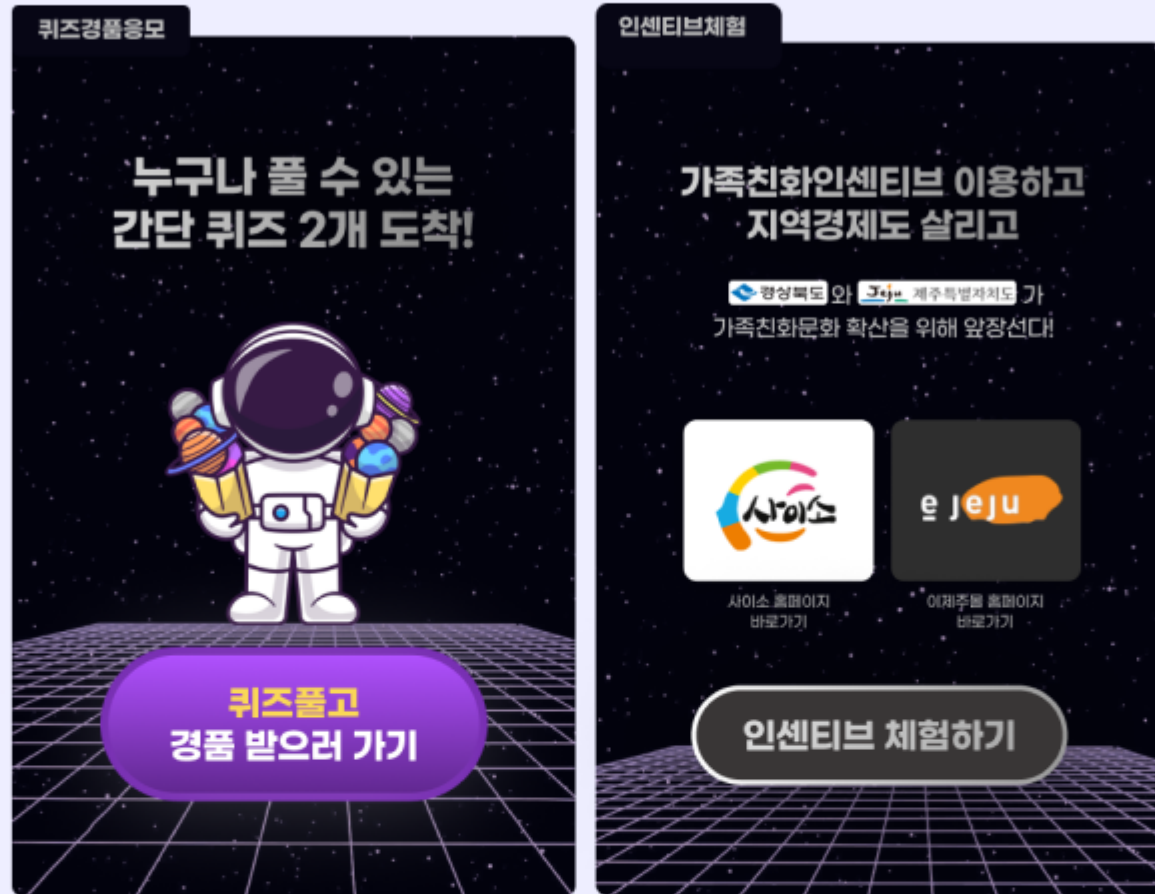 퀴즈경품응모
누구나 풀 수 있는
간단 퀴즈 2개 도착!
퀴즈풀고
경품 받으러 가기
인센티브체험
가족친화인센티브 이용하고
지역경제도 살리고
경상북도 와 Jeju 제주특별자치도 가
가족친화문화 확산을 위해 앞장선다!
사이소
e jeju
사이소 홈페이지
바로가기
이제주몰 홈페이지
바로가기
인센티브 체험하기